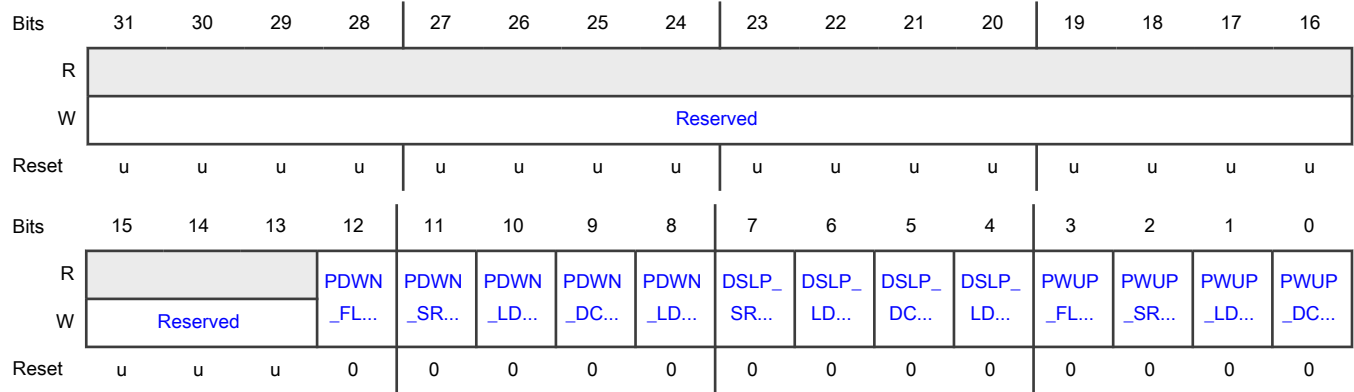 Bits 31 30 29 28 27 26 25 24 23 22 21 20 19 18 17 16
R
W Reserved
Reset u u u u u u u u u u u u u u u u
Bits 15 14 13 12 11 10 9 8 7 6 5 4 3 2 1 0
R PDWN PDWN PDWN PDWN PDWN DSLP_ DSLP_ DSLP_ DSLP_ PWUP PWUP PWUP PWUP
W Reserved _FL... _SR... _LD... _DC... _LD... SR... LD... DC... LD... _FL... _SR... _LD... _DC...
Reset u u u 0 0 0 0 0 0 0 0 0 0 0 0 0